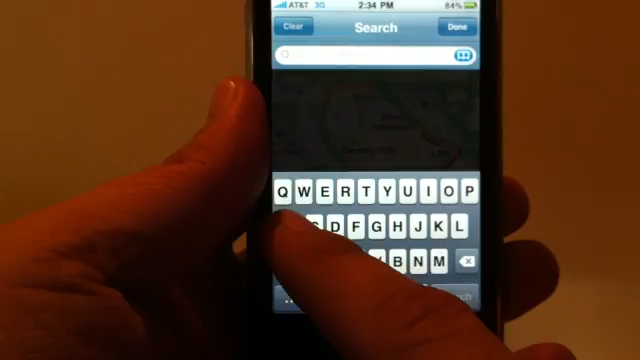 AT&T 3G 2:34 PM 84%
Clear Search Done
Q W E R T Y U I O P
D F G H J K L
B N M